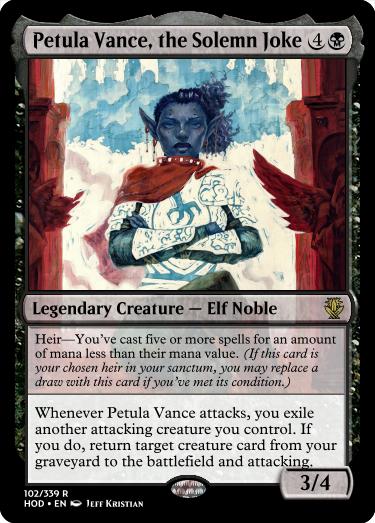 Petula Vance, the Solemn Joke 4
Legendary Creature — Elf Noble
Heir—You've cast five or more spells for an amount
of mana less than their mana value. (If this card is
your chosen heir in your sanctum, you may replace a
draw with this card if you've met its condition.)
Whenever Petula Vance attacks, you exile
another attacking creature you control. If
you do, return target creature card from your
graveyard to the battlefield and attacking.
3/4
102/339 R
HOD • EN Jeff Kristian